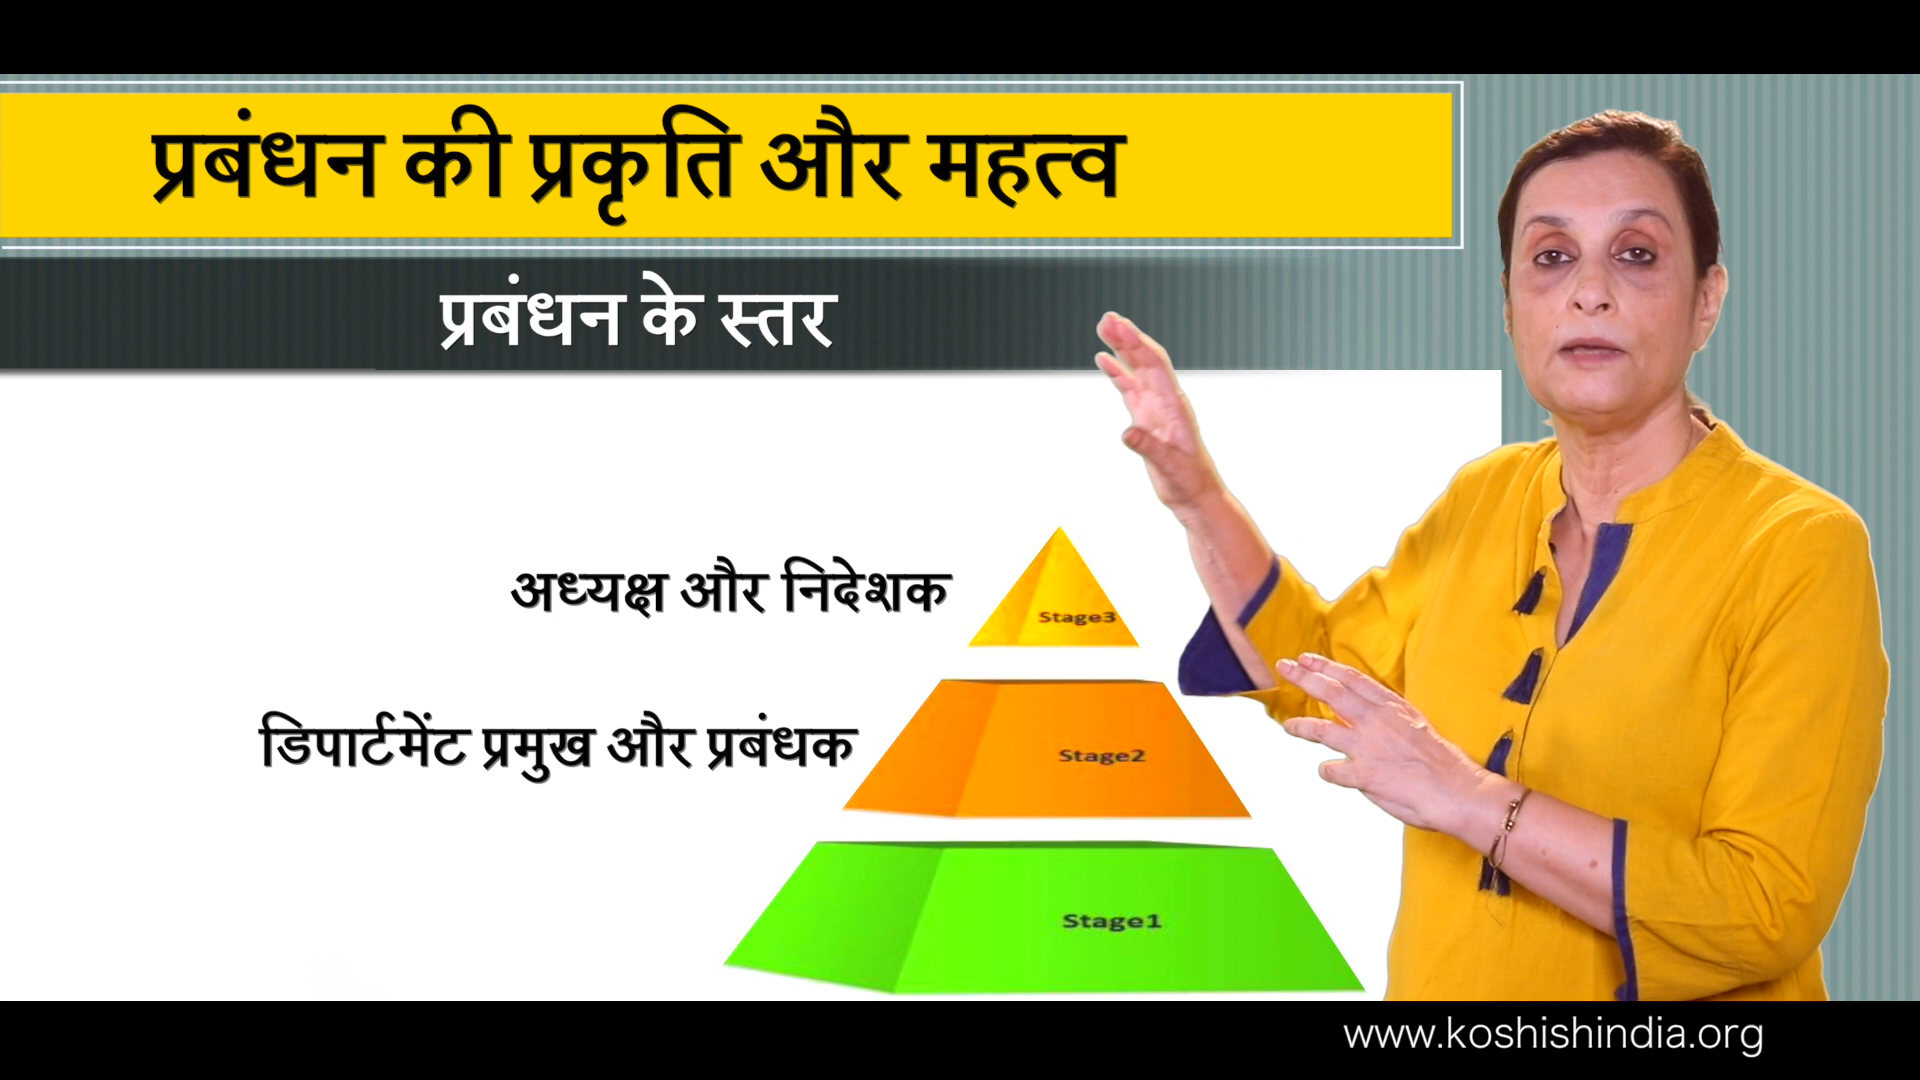 प्रबंधन की प्रकृति और महत्व
प्रबंधन के स्तर
अध्यक्ष और निदेशक
Stage3
डिपार्टमेंट प्रमुख और प्रबंधक
Stage2
Stage1
www.koshishindia.org